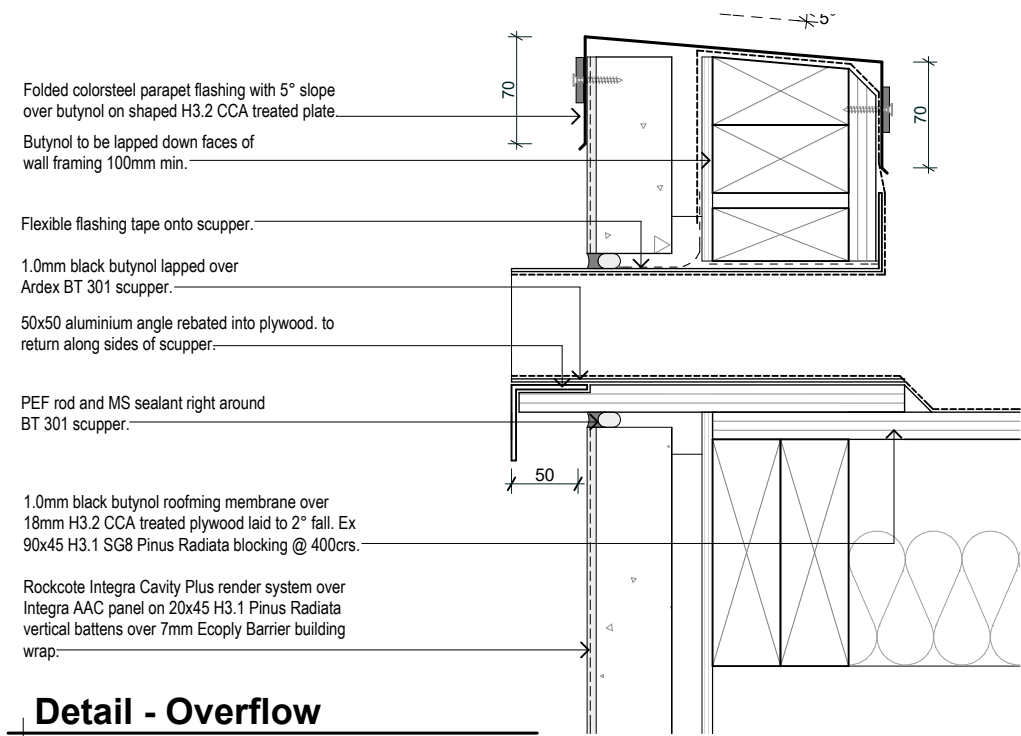 5°
Folded colorsteel parapet flashing with 5° slope
over butynol on shaped H3.2 CCA treated plate.
Butynol to be lapped down faces of
wall framing 100mm min.
70
70
Flexible flashing tape onto scupper.
1.0mm black butynol lapped over
Ardex BT 301 scupper.
50x50 aluminium angle rebated into plywood. to
return along sides of scupper.
PEF rod and MS sealant right around
BT 301 scupper.
50
1.0mm black butynol roofming membrane over
18mm H3.2 CCA treated plywood laid to 2° fall. Ex
90x45 H3.1 SG8 Pinus Radiata blocking @ 400crs.
Rockcote Integra Cavity Plus render system over
Integra AAC panel on 20x45 H3.1 Pinus Radiata
vertical battens over 7mm Ecoply Barrier building
wrap.
Detail - Overflow